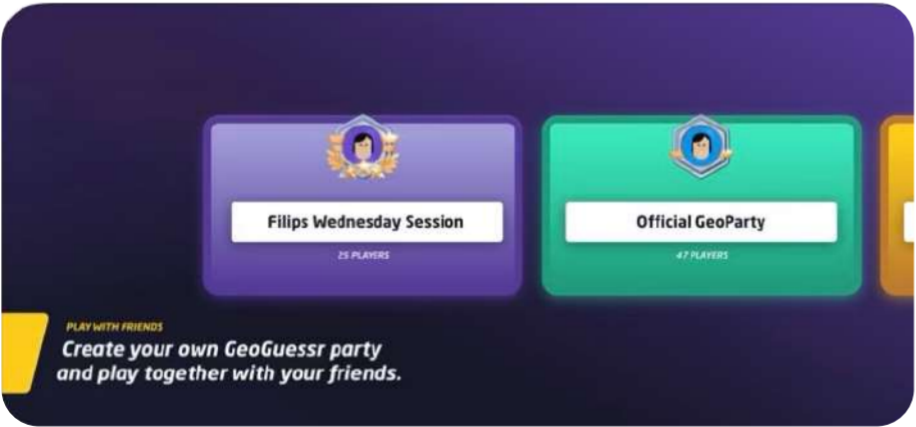 Filips Wednesday Session
25 PLAYERS
Official GeoParty
47 PLAYERS
PLAY WITH FRIENDS
Create your own GeoGuessr party
and play together with your friends.